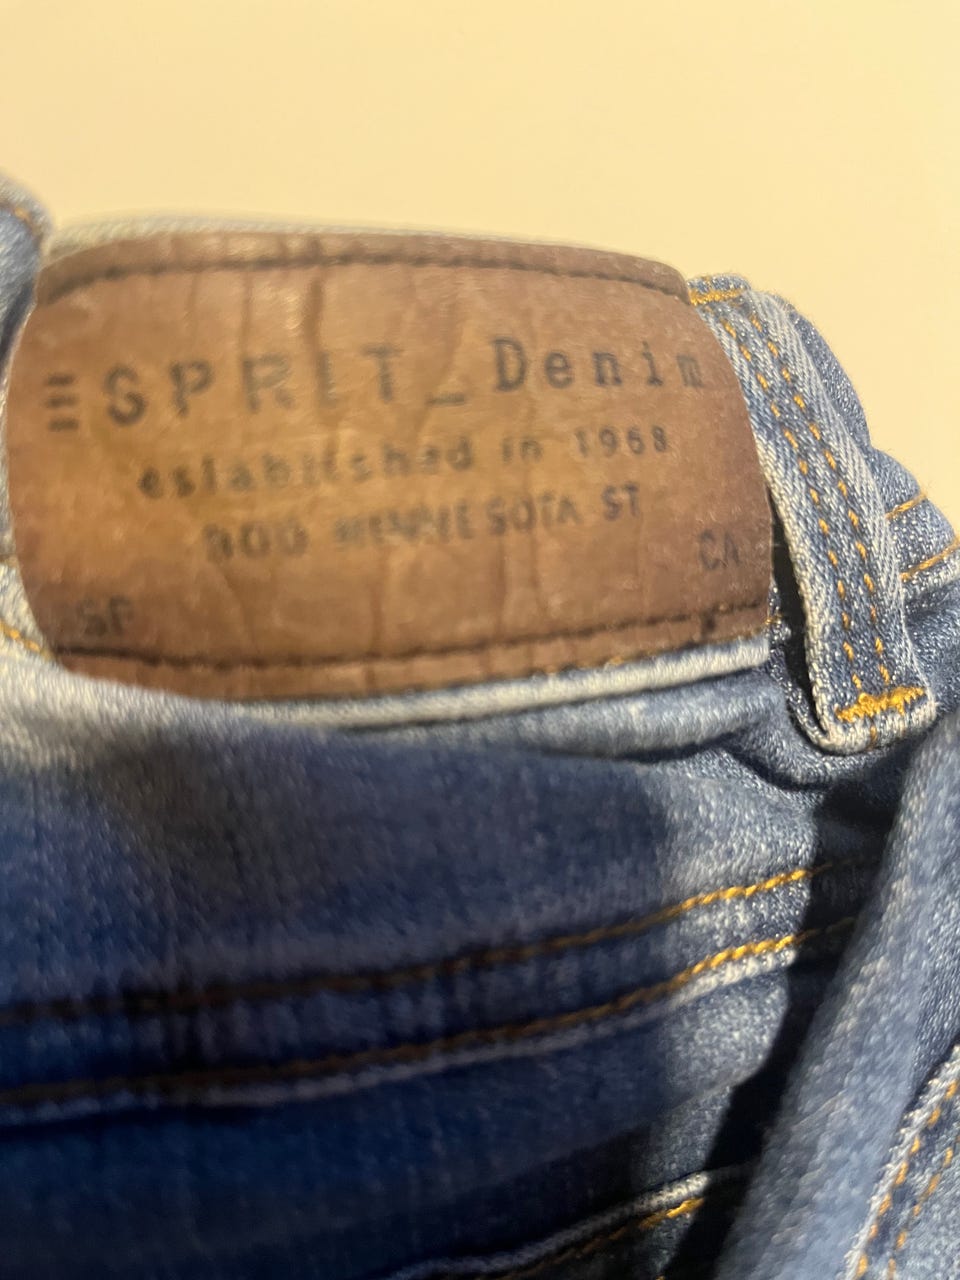 ESPRIT_Denim
established in 1968
900 MINNESOTA ST
SF CA